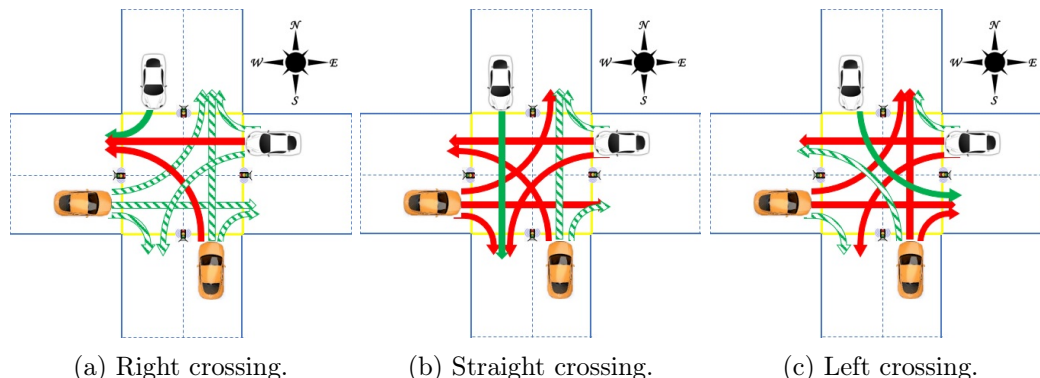 N
W E
S
N
W E
S
N
W E
S
(a) Right crossing.
(b) Straight crossing.
(c) Left crossing.